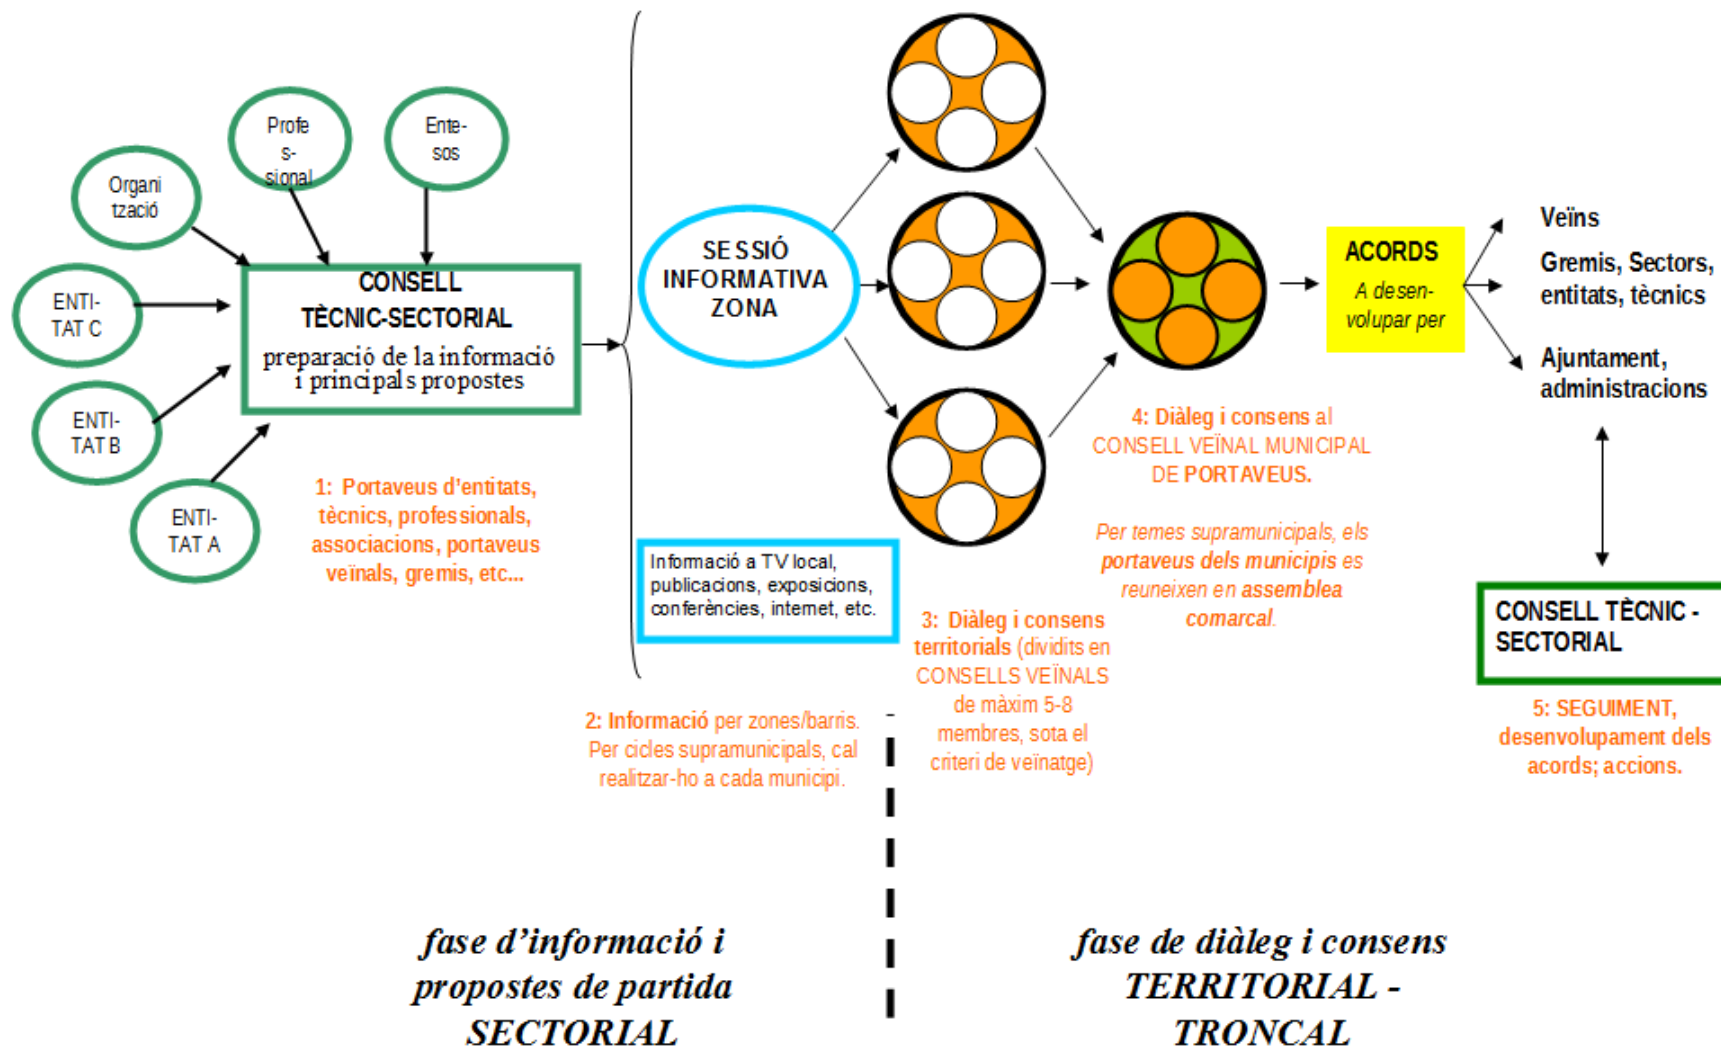 Profe
s-
sional
Ente-
sos
Organi
tzació
ENTI-
TAT C
ENTI-
TAT B
ENTI-
TAT A
CONSELL
TÈCNIC-SECTORIAL
preparació de la informació
i principals propostes
1: Portaveus d’entitats,
tècnics, professionals,
associacions, portaveus
veïnals, gremis, etc...
SESSIÓ
INFORMATIVA
ZONA
Informació a TV local,
publicacions, exposicions,
conferències, internet, etc.
2: Informació per zones/barris.
Per cicles supramunicipals, cal
realitzar-ho a cada municipi.
3: Diàleg i consens
territorials (dividits en
CONSELLS VEÏNALS
de màxim 5-8
membres, sota el
criteri de veïnatge)
4: Diàleg i consens al
CONSELL VEÏNAL MUNICIPAL
DE PORTAVEUS.
Per temes supramunicipals, els
portaveus dels municipis es
reuneixen en assemblea
comarcal.
ACORDS
A desen-
volupar per
Veïns
Gremis, Sectors,
entitats, tècnics
Ajuntament,
administracions
CONSELL TÈCNIC -
SECTORIAL
5: SEGUIMENT,
desenvolupament dels
acords; accions.
fase d’informació i
propostes de partida
SECTORIAL
fase de diàleg i consens
TERRITORIAL -
TRONCAL